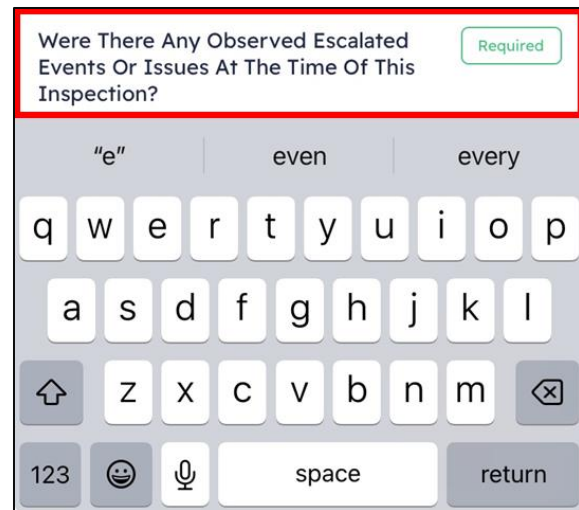 Were There Any Observed Escalated
Events Or Issues At The Time Of This
Inspection?
Required
"e" even every
q w e r t y u i o p
a s d f g h j k l
z x c v b n m
123 space return